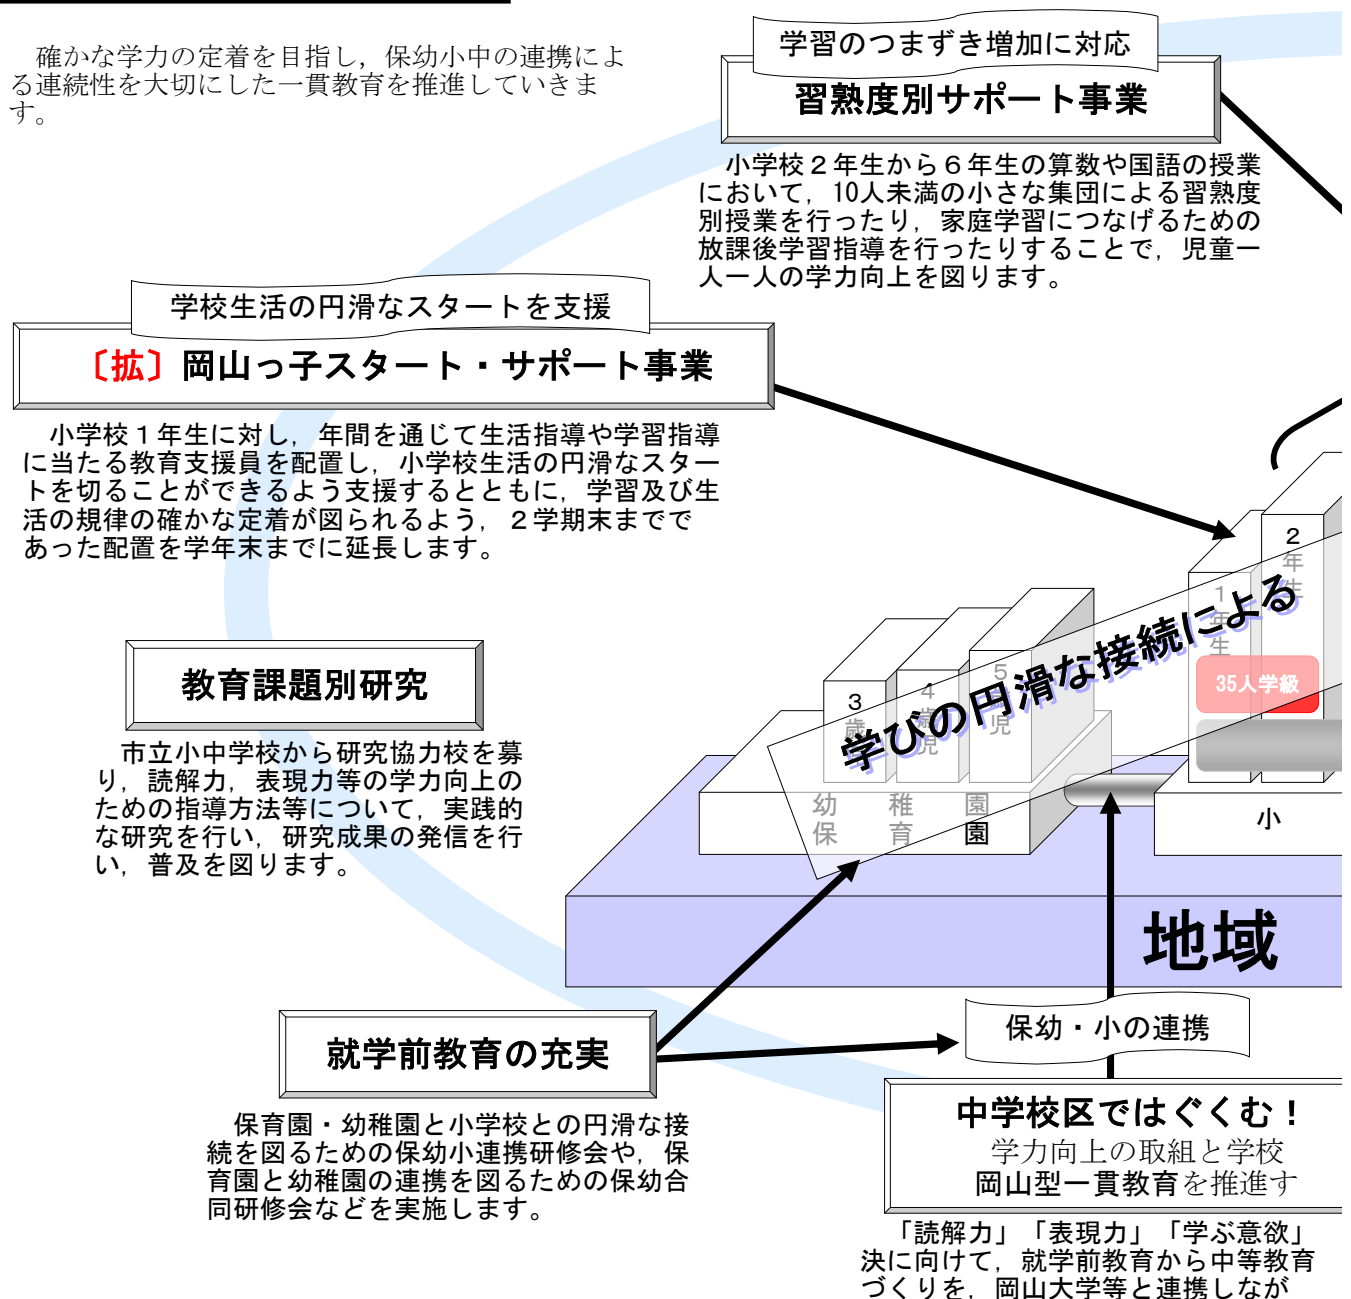 確かな学力の定着を目指し，保幼小中の連携によ
る連続性を大切にした一貫教育を推進していきま
す。
学習のつまずき増加に対応
習熟度別サポート事業
　小学校２年生から６年生の算数や国語の授業
において，10人未満の小さな集団による習熟度
別授業を行ったり，家庭学習につなげるための
放課後学習指導を行ったりすることで，児童一
人一人の学力向上を図ります。
学校生活の円滑なスタートを支援
〔拡〕岡山っ子スタート・サポート事業
　小学校１年生に対し，年間を通じて生活指導や学習指導
に当たる教育支援員を配置し，小学校生活の円滑なスター
トを切ることができるよう支援するとともに，学習及び生
活の規律の確かな定着が図られるよう，２学期末までで
あった配置を学年末までに延長します。
教育課題別研究
　市立小中学校から研究協力校を募
り，読解力，表現力等の学力向上の
ための指導方法等について，実践的
な研究を行い，研究成果の発信を行
い，普及を図ります。
学びの円滑な接続による
３歳
４歳児
５歳児
１年生
２年生
35人学級
幼稚園
保育園
小
地域
就学前教育の充実
　保育園・幼稚園と小学校との円滑な接
続を図るための保幼小連携研修会や，保
育園と幼稚園の連携を図るための保幼合
同研修会などを実施します。
保幼・小の連携
中学校区ではぐくむ！
学力向上の取組と学校
岡山型一貫教育を推進す
　「読解力」「表現力」「学ぶ意欲」
決に向けて，就学前教育から中等教育
づくりを，岡山大学等と連携しなが